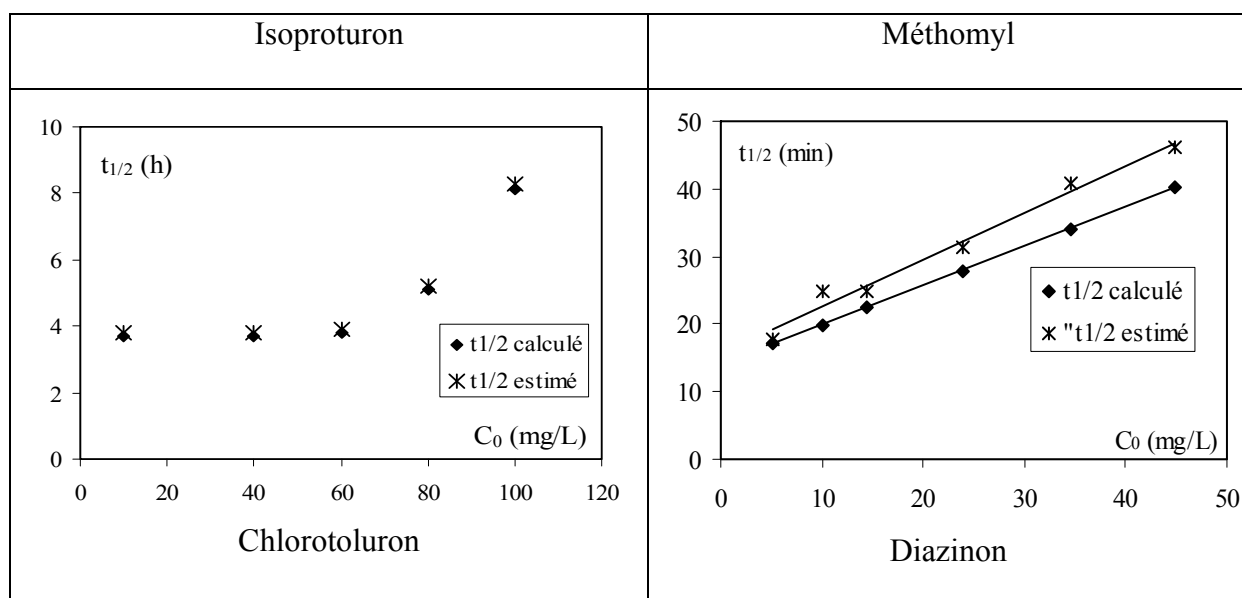 Isoproturon
Méthomyl
10
8
6
4
2
0
t1/2 (h)
t1/2 calculé
t1/2 estimé
C0 (mg/L)
0 20 40 60 80 100 120
Chlorotoluron
50
40
30
20
10
0
t1/2 (min)
t1/2 calculé
"t1/2 estimé
C0 (mg/L)
0 10 20 30 40 50
Diazinon